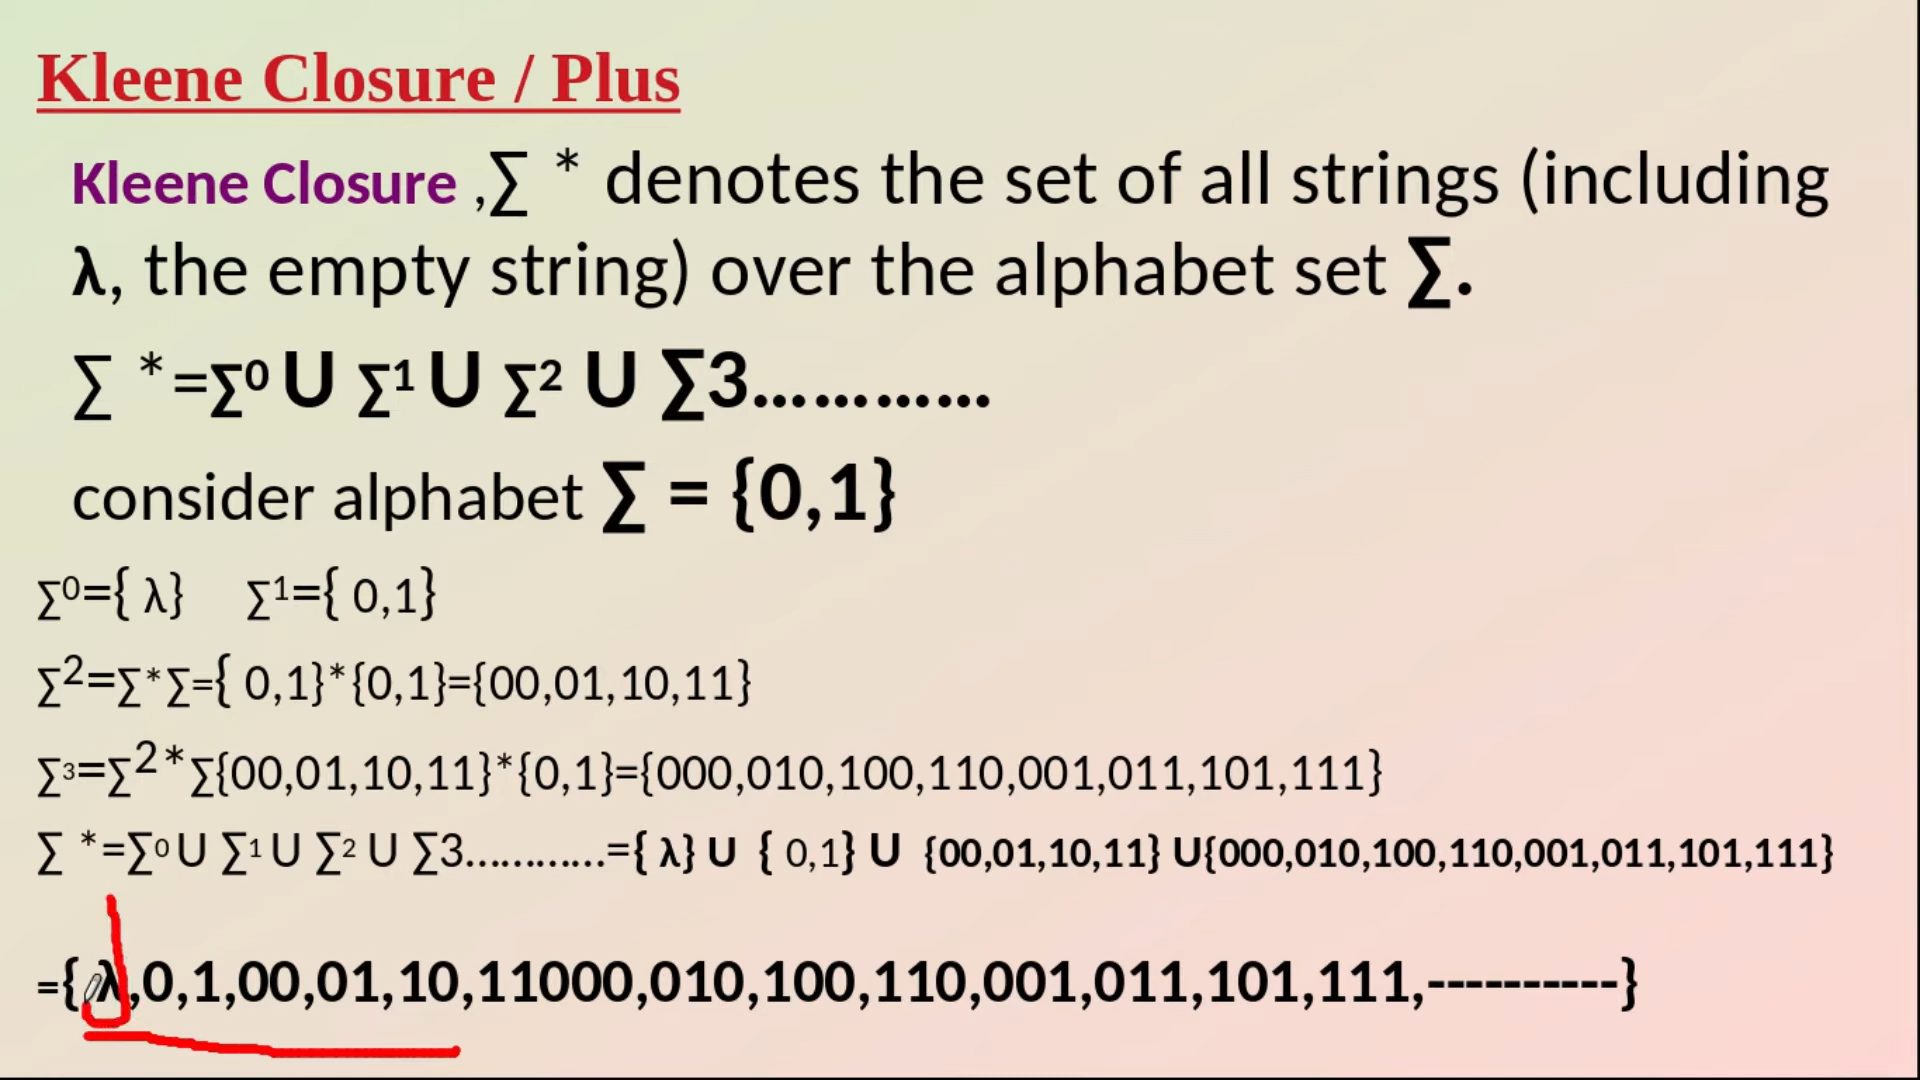 Kleene Closure / Plus
Kleene Closure ,∑ * denotes the set of all strings (including
λ, the empty string) over the alphabet set ∑.
∑ *=∑⁰ U ∑¹ U ∑² U ∑3…………
consider alphabet ∑ = {0,1}
∑⁰={ λ} ∑¹={ 0,1}
∑²=∑*∑={ 0,1}*{0,1}={00,01,10,11}
∑³=∑²*∑{00,01,10,11}*{0,1}={000,010,100,110,001,011,101,111}
∑ *=∑⁰ U ∑¹ U ∑² U ∑3…………={ λ} U { 0,1} U {00,01,10,11} U{000,010,100,110,001,011,101,111}
={ λ,0,1,00,01,10,11000,010,100,110,001,011,101,111,----------}